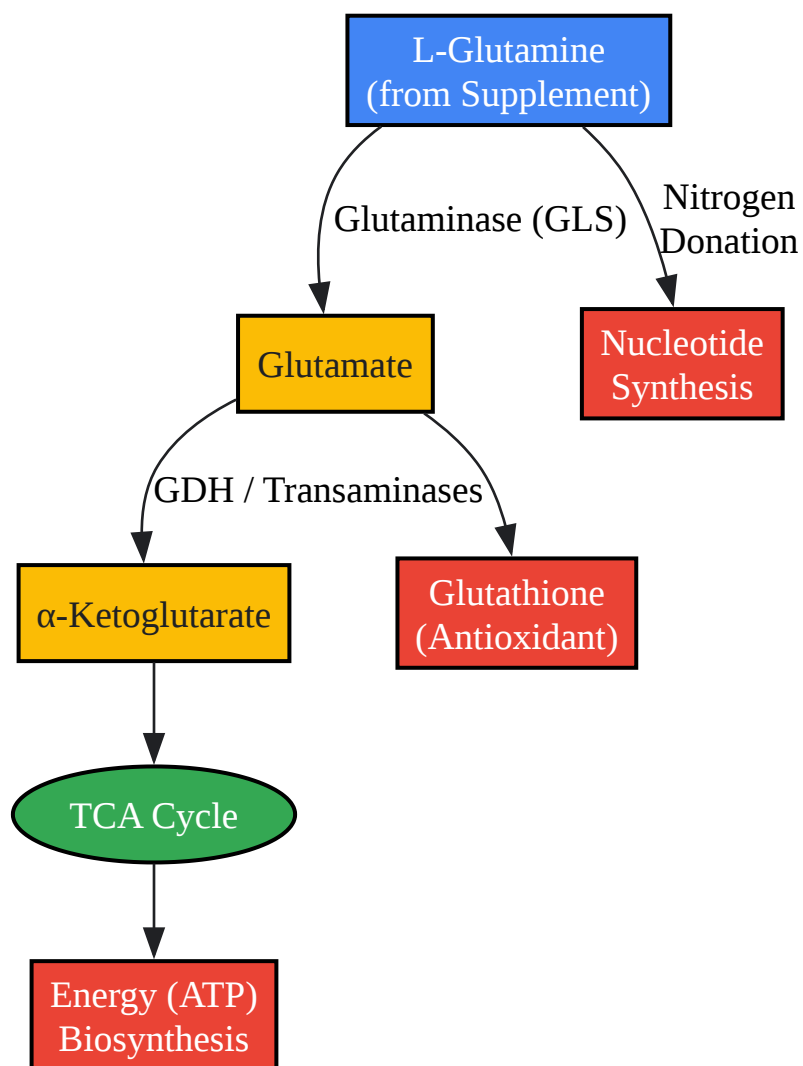 L-Glutamine
(from Supplement)
Glutaminase (GLS)
Nitrogen
Donation
Glutamate
Nucleotide
Synthesis
GDH / Transaminases
α-Ketoglutarate
Glutathione
(Antioxidant)
TCA Cycle
Energy (ATP)
Biosynthesis